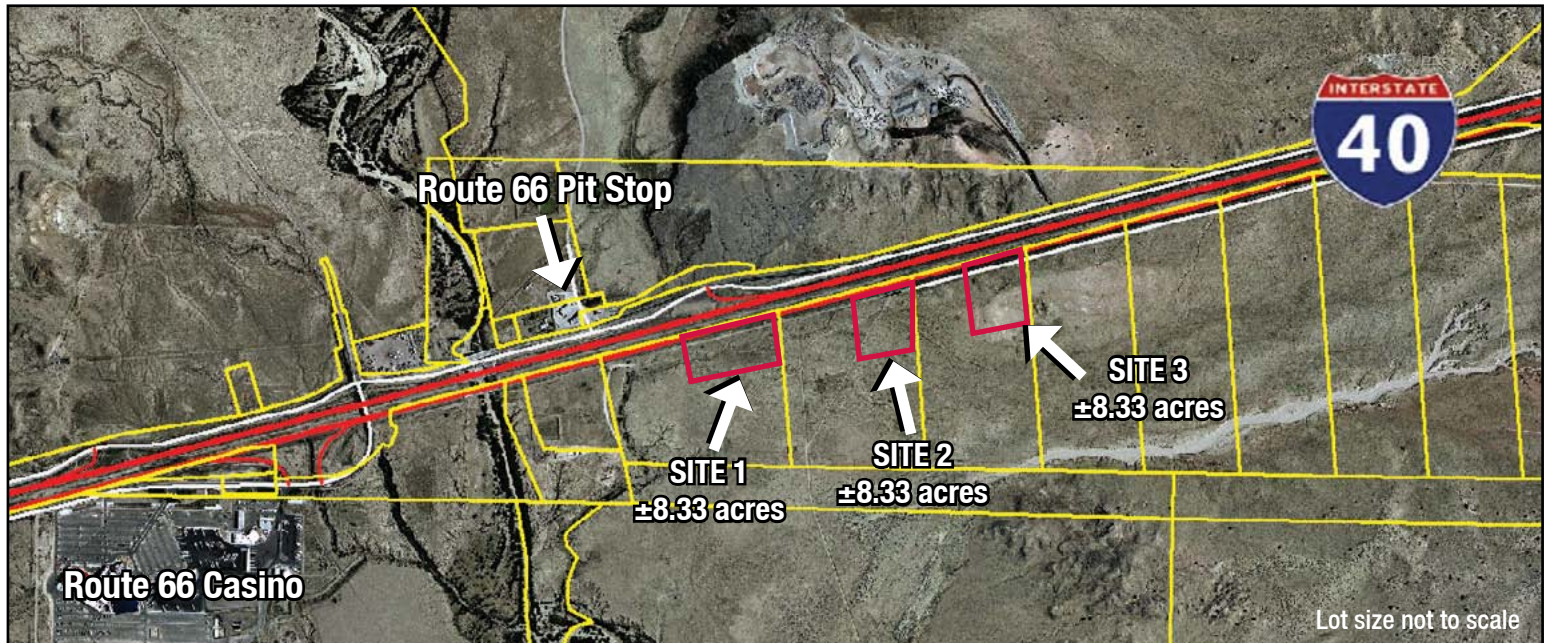 INTERSTATE
40
Route 66 Pit Stop
SITE 3
±8.33 acres
SITE 2
±8.33 acres
SITE 1
±8.33 acres
Route 66 Casino
Lot size not to scale